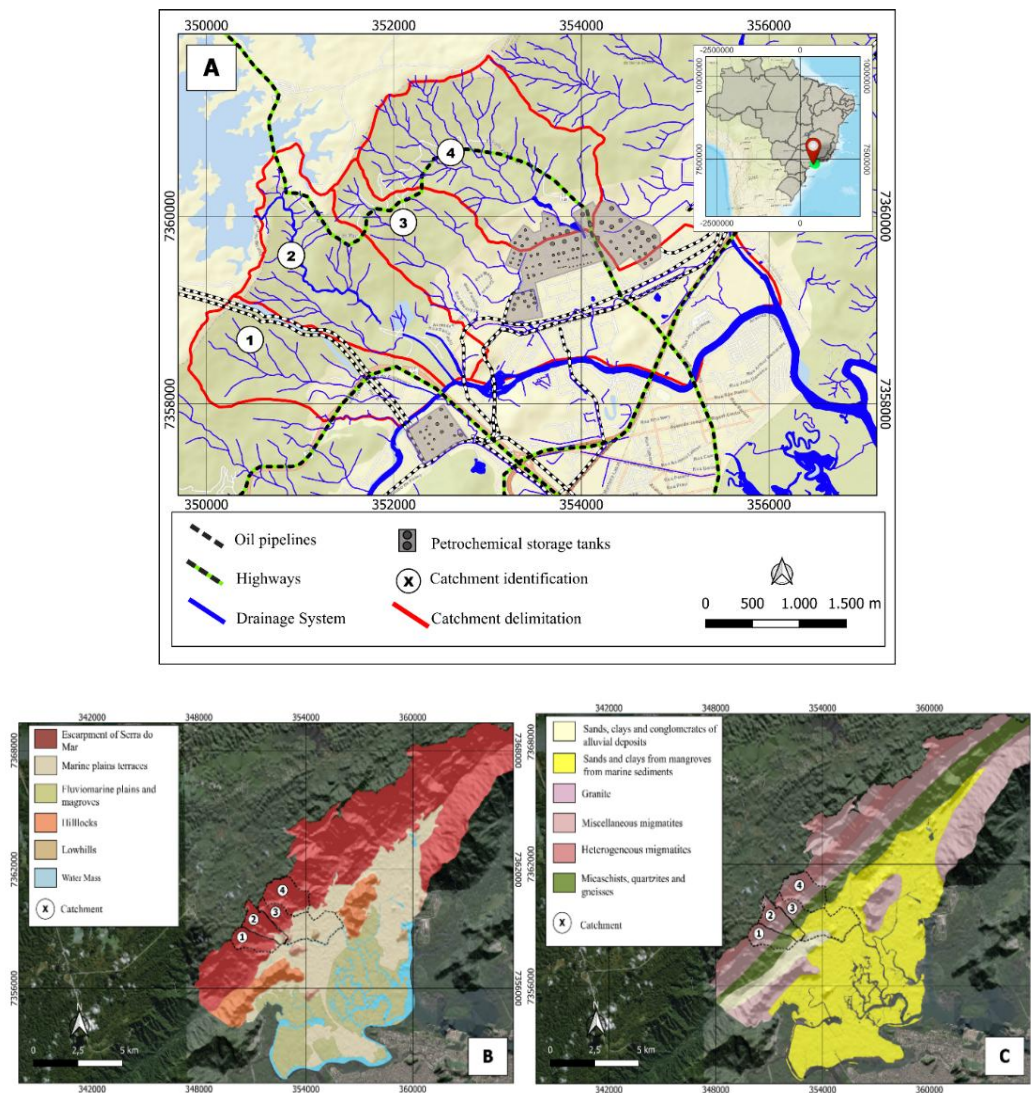 350000 352000 354000 356000
A
-2500000 0
10000000
7500000
-2500000 0
7360000
7358000
4
3
2
1
350000 352000 354000 356000
Oil pipelines
Highways
Drainage System
Petrochemical storage tanks
Catchment identification
Catchment delimitation
X
0 500 1.000 1.500 m
342000 348000 354000 360000
Escarpment of Serra do
Mar
Marine plains terraces
Fluviomarine plains and
magroves
Hilllocks
Lowhills
Water Mass
X Catchment
7368000
7362000
7356000
4
2 3
1
0 2,5 5 km
B
342000 348000 354000 360000
342000 348000 354000 360000
Sands, clays and conglomerates of
alluvial deposits
Sands and clays from mangroves
from marine sediments
Granite
Miscellaneous migmatites
Heterogeneous migmatites
Micaschists, quartzites and
gneisses
X Catchment
7368000
7362000
7356000
4
2 3
1
0 2,5 5 km
C
342000 348000 354000 360000